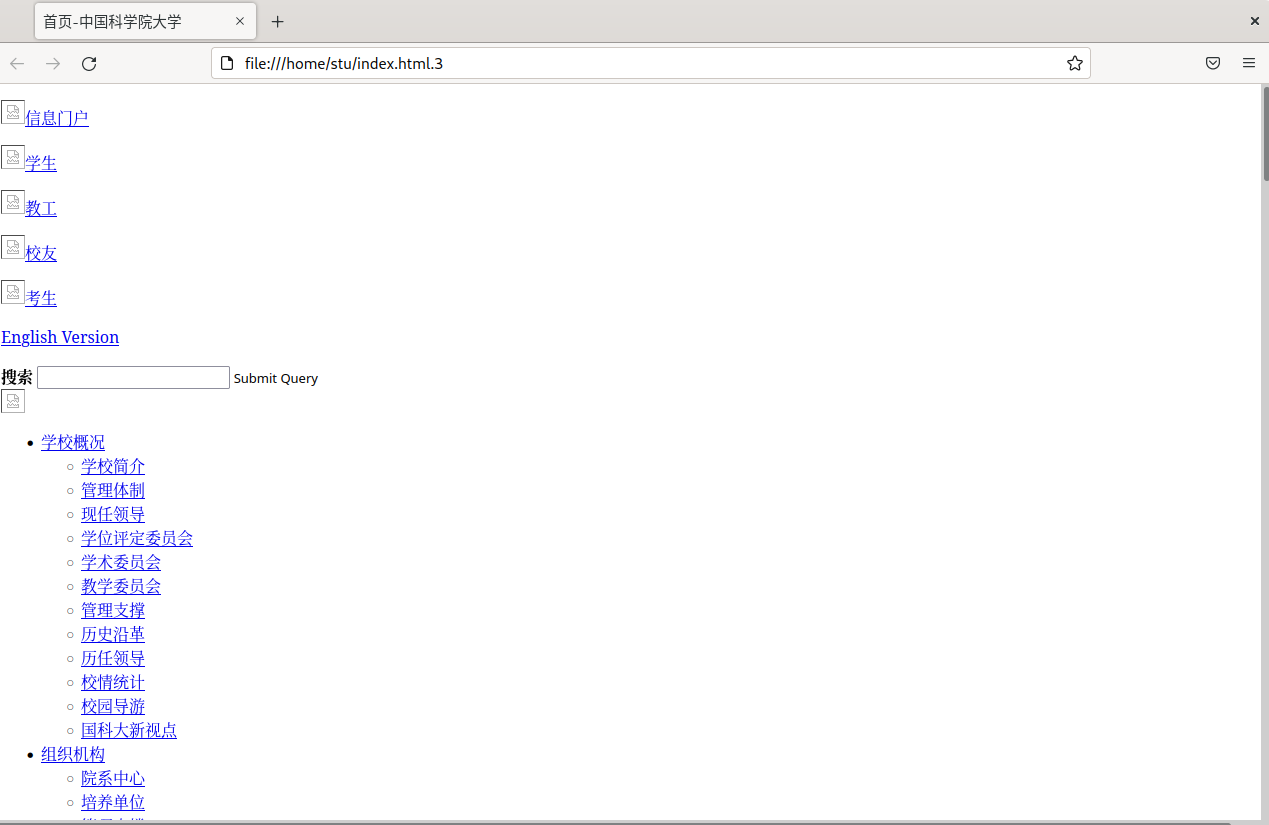 首页-中国科学院大学
file:///home/stu/index.html.3
信息门户
学生
教工
校友
考生
English Version
搜索 Submit Query
学校概况
学校简介
管理体制
现任领导
学位评定委员会
学术委员会
教学委员会
管理支撑
历史沿革
历任领导
校情统计
校园导游
国科大新视点
组织机构
院系中心
培养单位